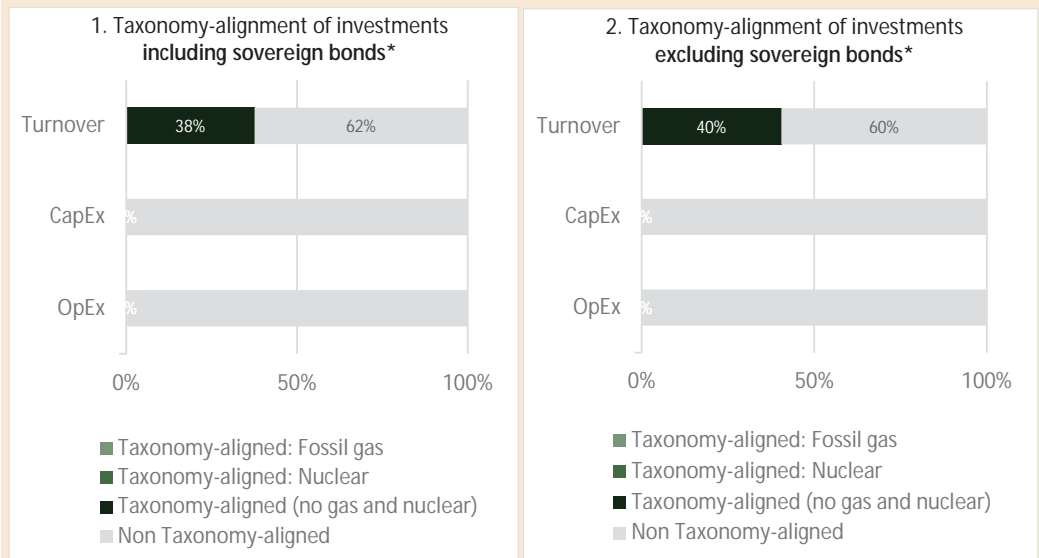 1. Taxonomy-alignment of investments
including sovereign bonds*
Turnover
38%
62%
CapEx
%
OpEx
%
0%
50%
100%
Taxonomy-aligned: Fossil gas
Taxonomy-aligned: Nuclear
Taxonomy-aligned (no gas and nuclear)
Non Taxonomy-aligned
2. Taxonomy-alignment of investments
excluding sovereign bonds*
Turnover
40%
60%
CapEx
%
OpEx
%
0%
50%
100%
Taxonomy-aligned: Fossil gas
Taxonomy-aligned: Nuclear
Taxonomy-aligned (no gas and nuclear)
Non Taxonomy-aligned